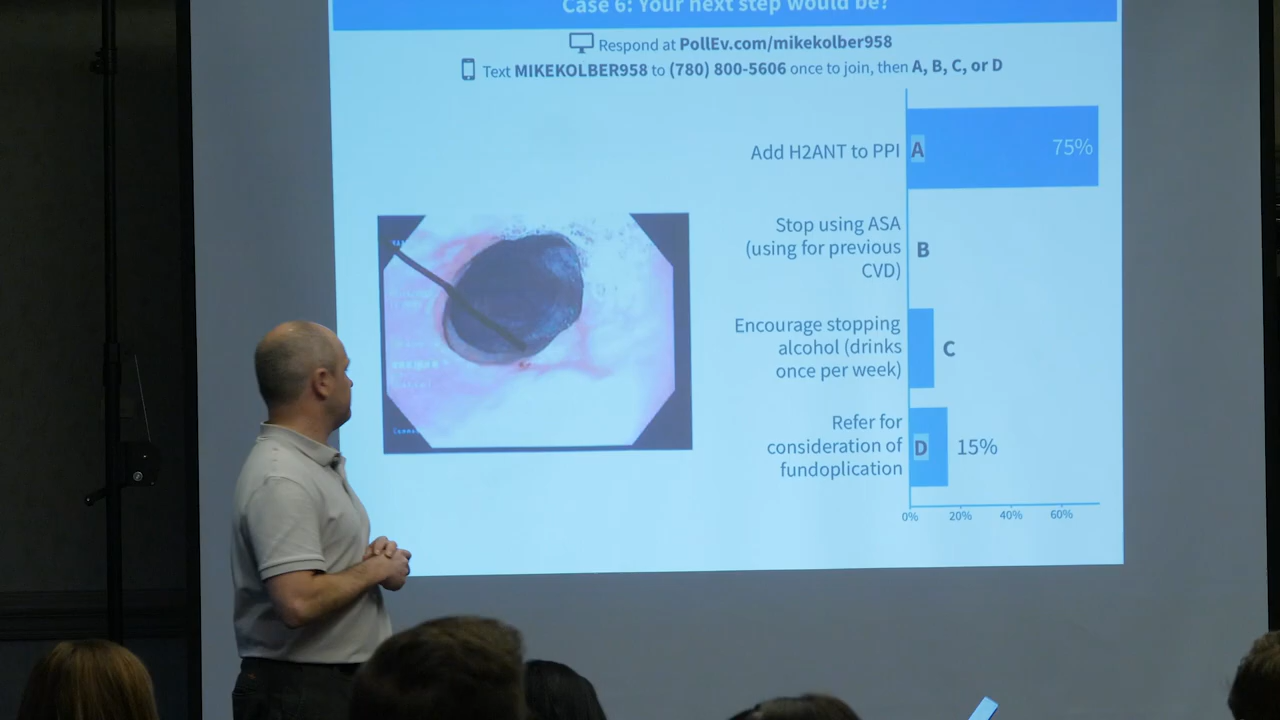 Case 6: Your next step would be?
Respond at PollEv.com/mikekolber958
Text MIKEKOLBER958 to (780) 800-5606 once to join, then A, B, C, or D
Add H2ANT to PPI
A
75%
Stop using ASA
(using for previous
CVD)
B
Encourage stopping
alcohol (drinks
once per week)
C
Refer for
consideration of
fundoplication
D
15%
0%
20%
40%
60%